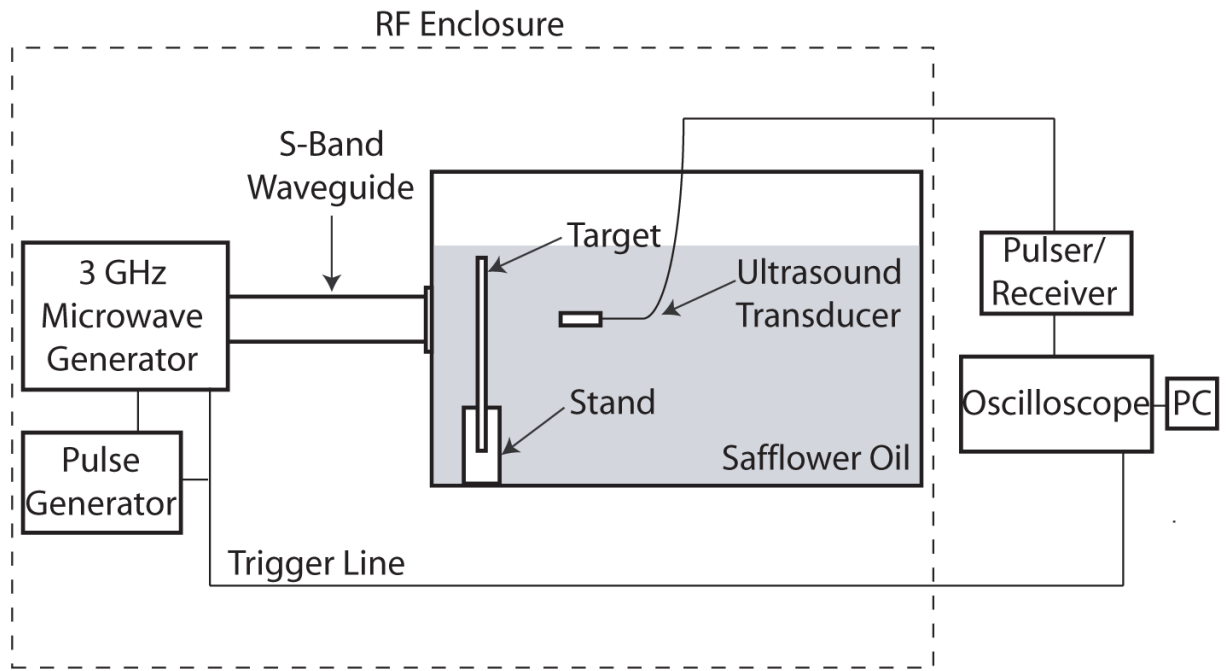 RF Enclosure
S-Band
Waveguide
3 GHz
Microwave
Generator
Pulse
Generator
Trigger Line
Target
Ultrasound
Transducer
Stand
Safflower Oil
Pulser/
Receiver
Oscilloscope
PC